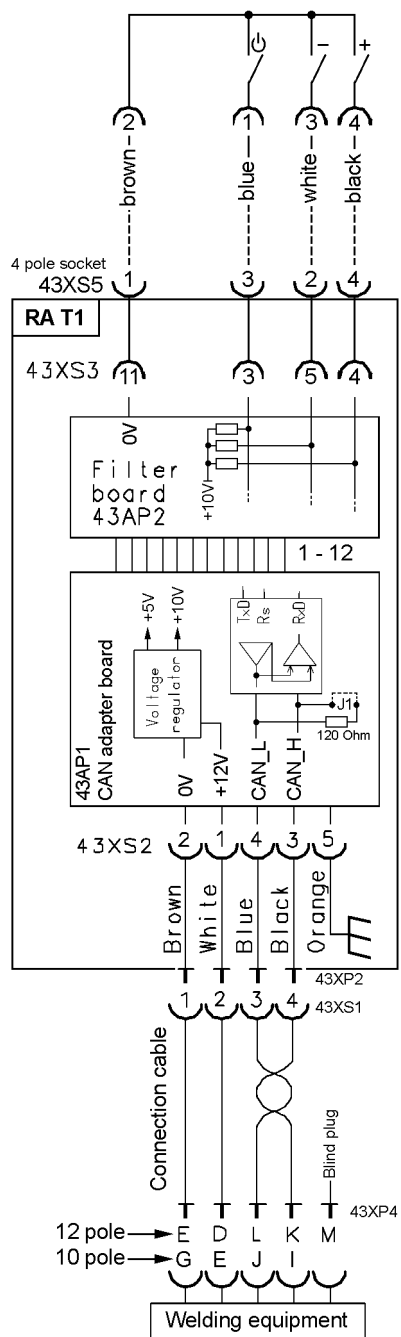 ⏻ − +
2 1 3 4
brown blue white black
4 pole socket
43XS5
1 3 2 4
RA T1
43XS3
11 3 5 4
0V
+10V
Filter
board
43AP2
1 - 12
+5V +10V
Voltage
regulator
TxD
Rs
RxD
J1
120 Ohm
43AP1
CAN adapter board
0V
+12V
CAN_L
CAN_H
43XS2
2 1 4 3 5
Brown White Blue Black Orange
43XP2
1 2 3 4
43XS1
Connection cable
Blind plug
43XP4
12 pole E D L K M
10 pole G E J I
Welding equipment